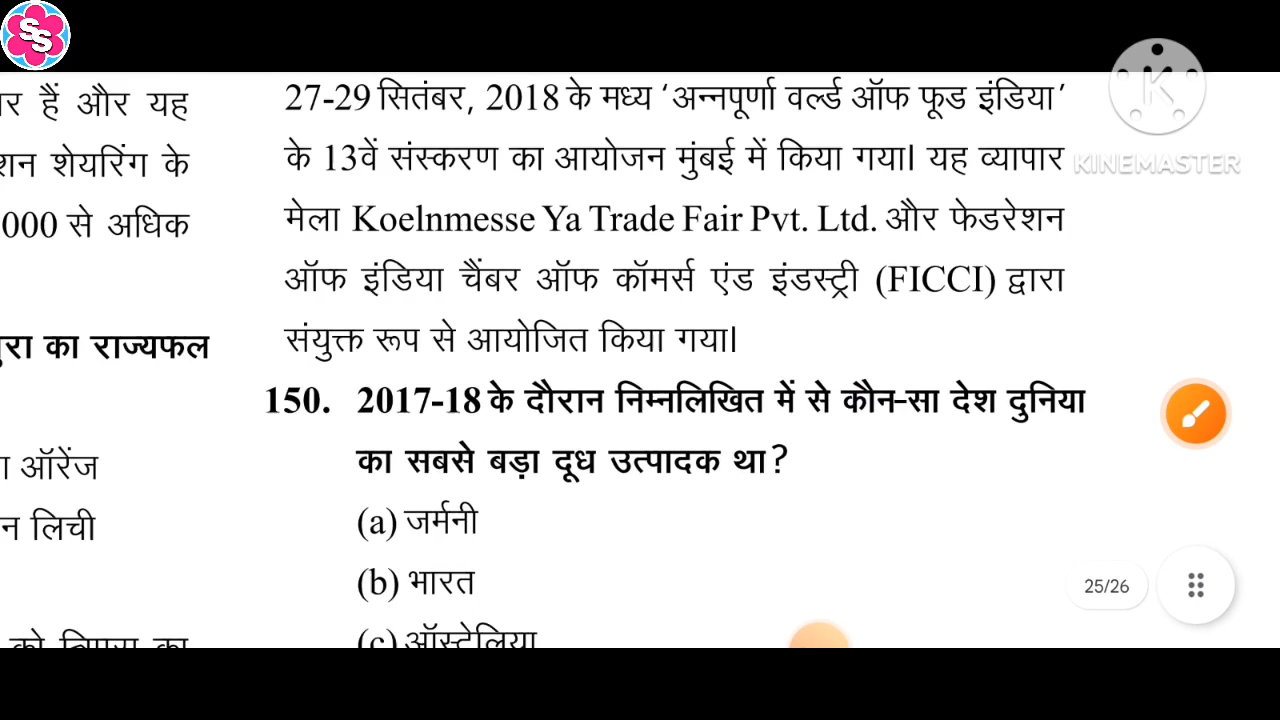 SS
KINEMASTER
र हैं और यह
शन शेयरिंग के
000 से अधिक
का राज्यफल
ऑरेंज
न लिची
27-29 सितंबर, 2018 के मध्य ‘अन्नपूर्णा वर्ल्ड ऑफ फूड इंडिया’
के 13वें संस्करण का आयोजन मुंबई में किया गया। यह व्यापार
मेला Koelnmesse Ya Trade Fair Pvt. Ltd. और फेडरेशन
ऑफ इंडिया चैंबर ऑफ कॉमर्स एंड इंडस्ट्री (FICCI) द्वारा
संयुक्त रूप से आयोजित किया गया।
150. 2017-18 के दौरान निम्नलिखित में से कौन-सा देश दुनिया
का सबसे बड़ा दूध उत्पादक था?
(a) जर्मनी
(b) भारत
(c) ऑस्ट्रेलिया
25/26